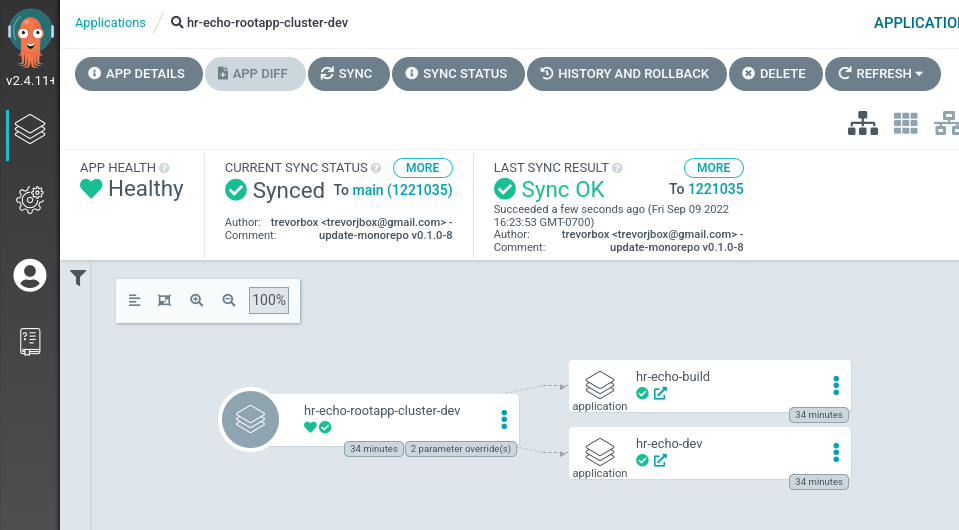 Applications / hr-echo-rootapp-cluster-dev
APPLICATIO
v2.4.11+
APP DETAILS
APP DIFF
SYNC
SYNC STATUS
HISTORY AND ROLLBACK
DELETE
REFRESH
APP HEALTH
Healthy
CURRENT SYNC STATUS
MORE
Synced To main (1221035)
Author: trevorbox <trevorjbox@gmail.com> -
Comment: update-monorepo v0.1.0-8
LAST SYNC RESULT
MORE
Sync OK To 1221035
Succeeded a few seconds ago (Fri Sep 09 2022
16:23:53 GMT-0700)
Author: trevorbox <trevorjbox@gmail.com> -
Comment: update-monorepo v0.1.0-8
100%
hr-echo-rootapp-cluster-dev
34 minutes
2 parameter override(s)
hr-echo-build
application
34 minutes
hr-echo-dev
application
34 minutes